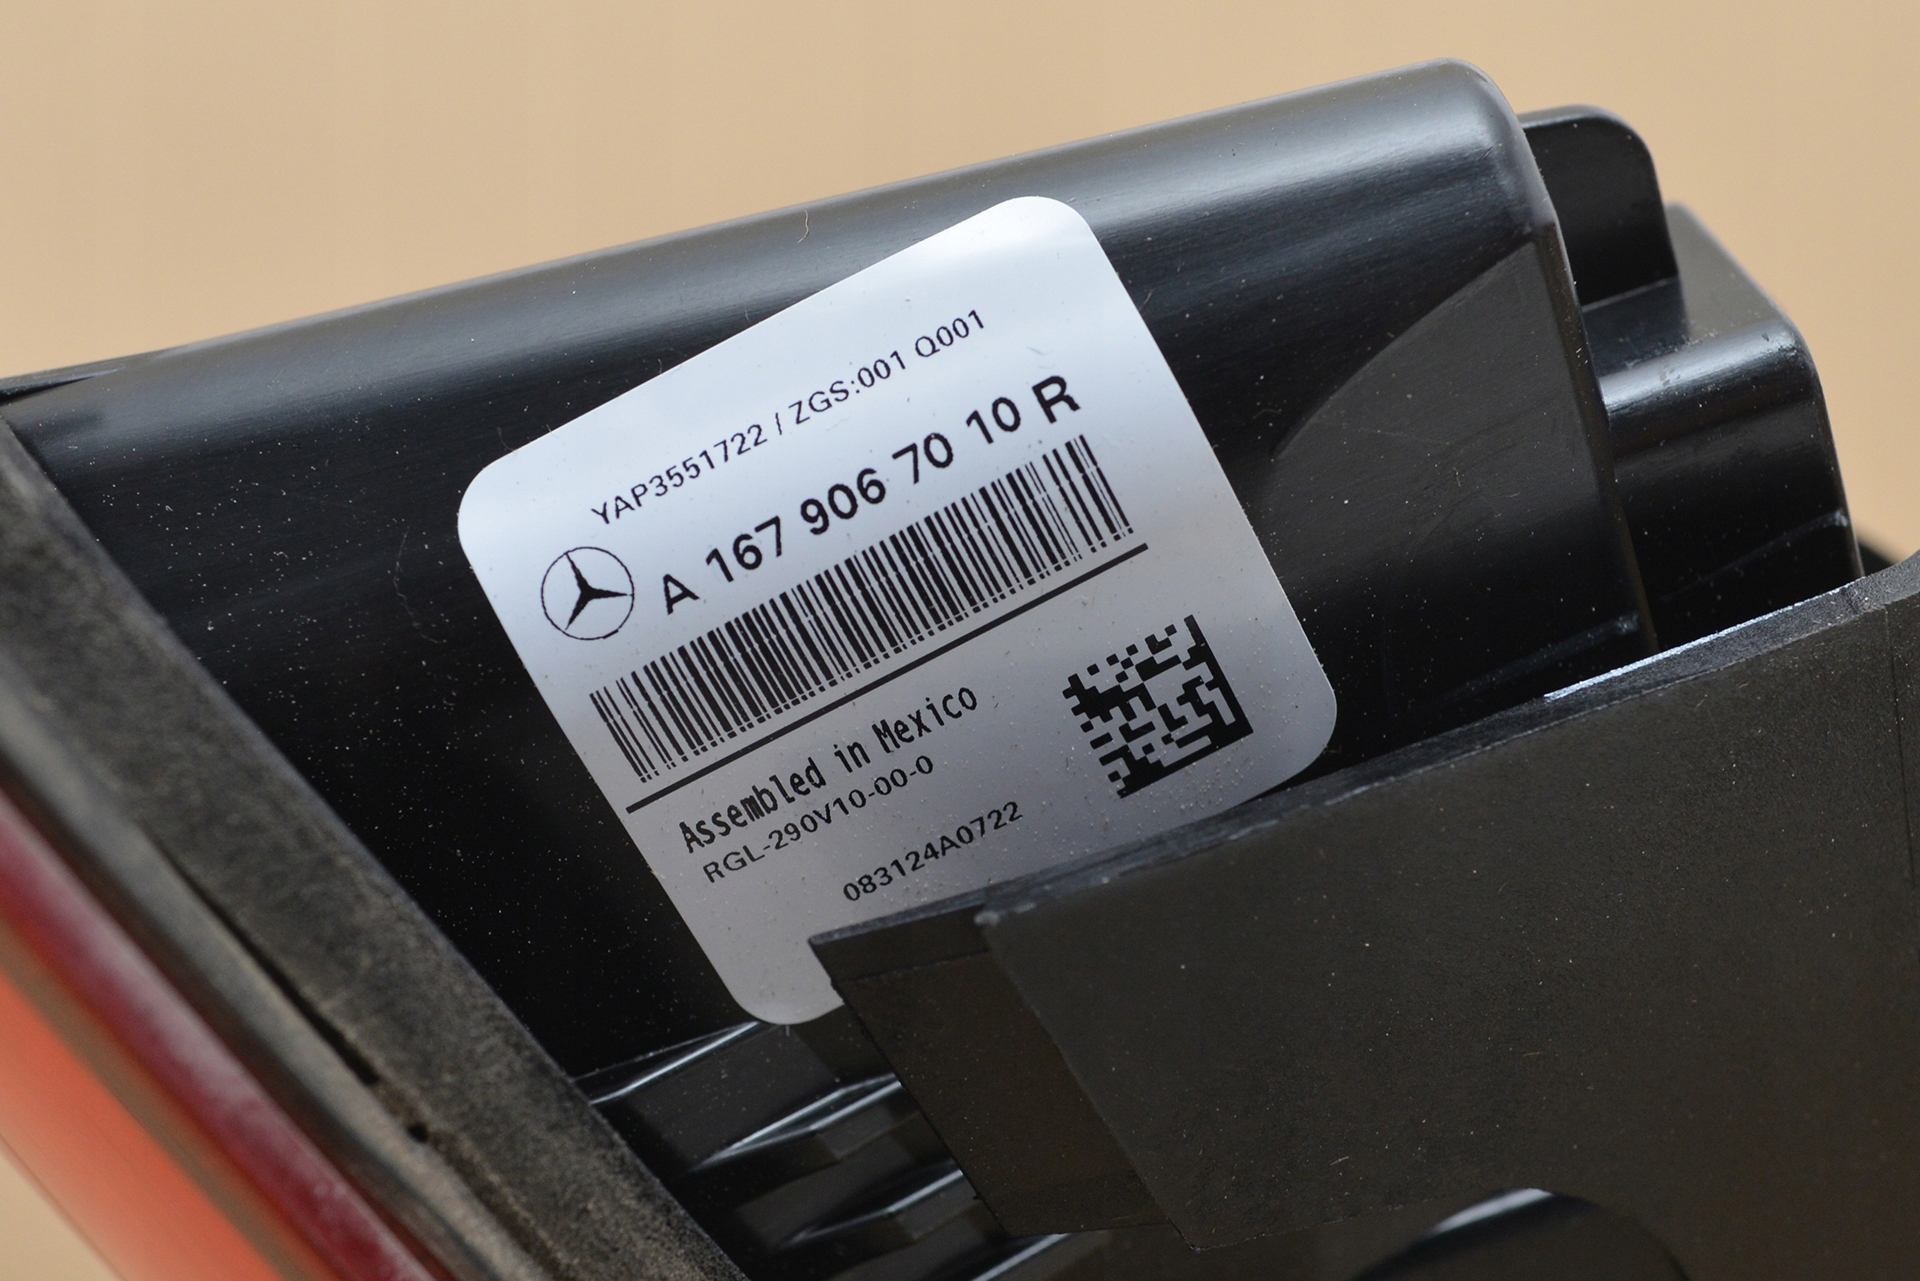 YAP3551722 / ZGS:001 Q001
A 167 906 70 10 R
Assembled in Mexico
RGL-290V10-00-0
083124A0722